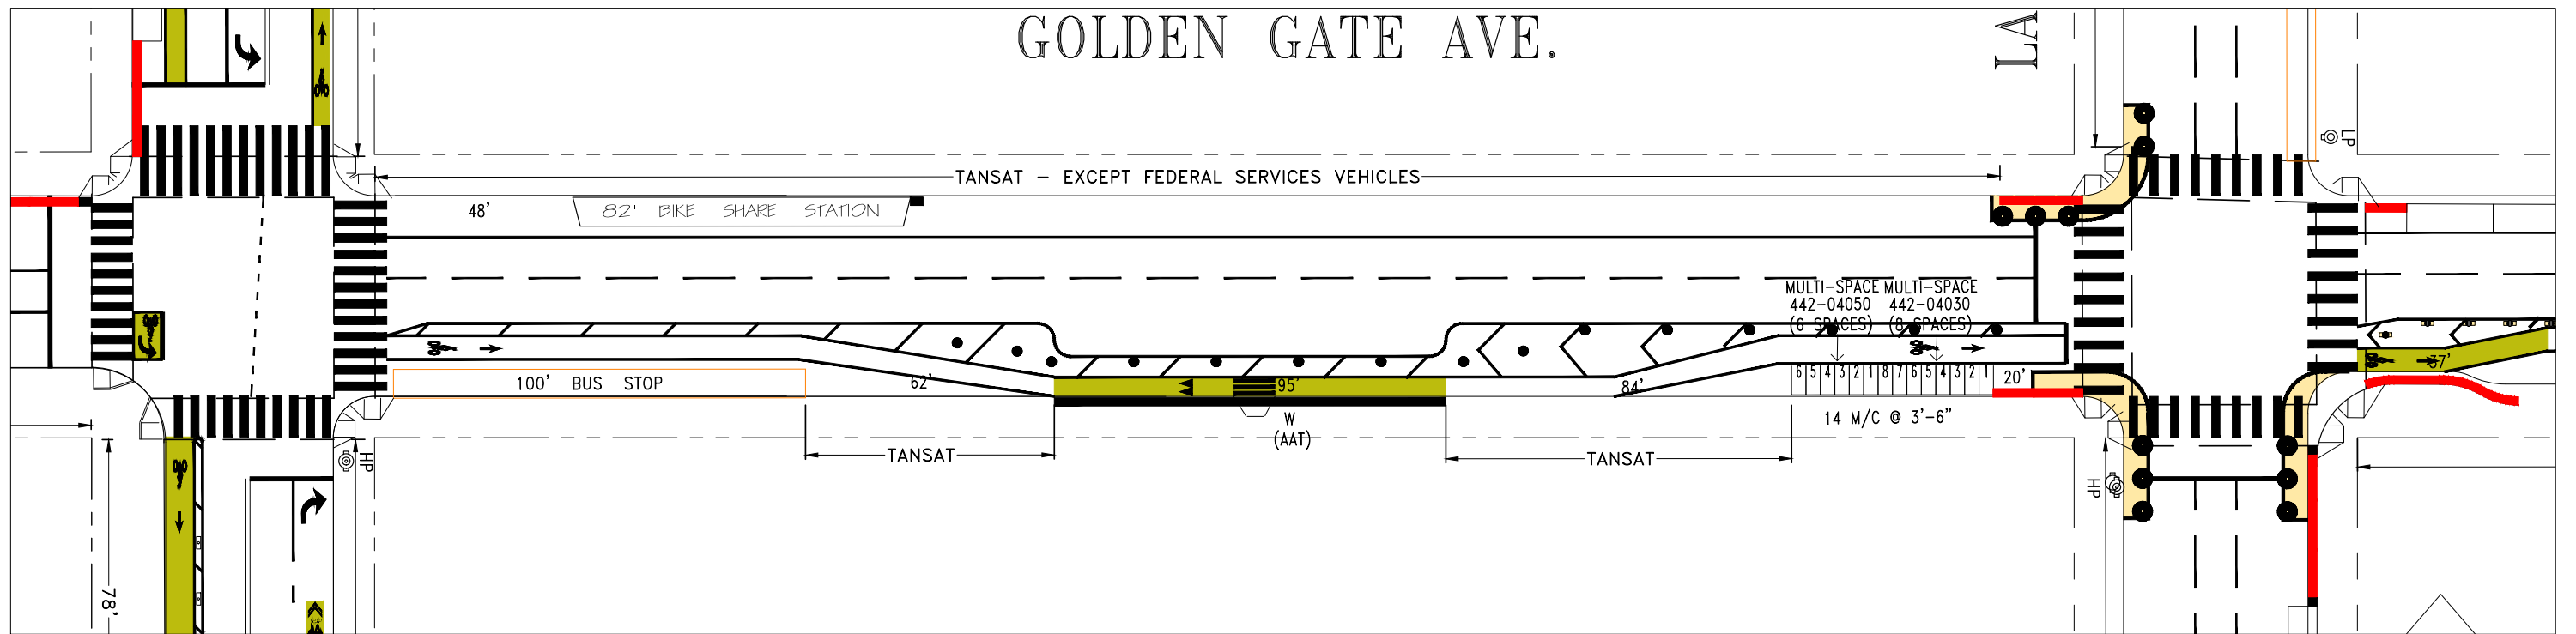 GOLDEN GATE AVE.
LA
LP
TANSAT – EXCEPT FEDERAL SERVICES VEHICLES
48'
82' BIKE SHARE STATION
MULTI-SPACE
442-04050
(6 SPACES)
MULTI-SPACE
442-04030
(8 SPACES)
100' BUS STOP
62'
95'
84'
6 5 4 3 2 1 8 7 6 5 4 3 2 1
20'
37'
W
(AAT)
14 M/C @ 3'-6"
TANSAT
TANSAT
HP
HP
78'